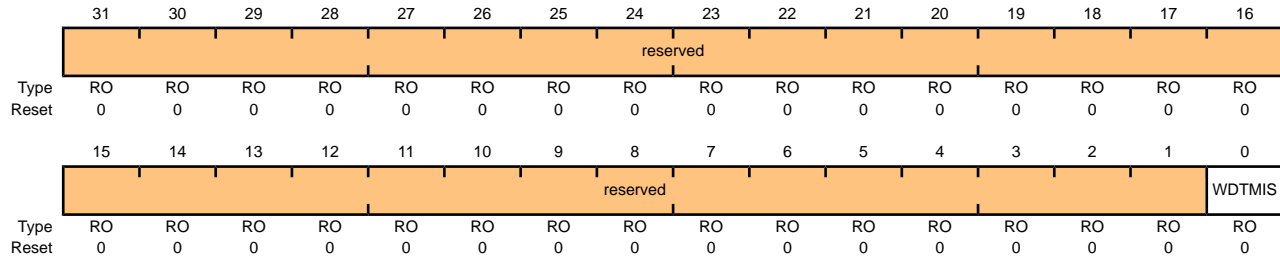 31 30 29 28 27 26 25 24 23 22 21 20 19 18 17 16
reserved
Type RO RO RO RO RO RO RO RO RO RO RO RO RO RO RO RO
Reset 0 0 0 0 0 0 0 0 0 0 0 0 0 0 0 0
15 14 13 12 11 10 9 8 7 6 5 4 3 2 1 0
reserved WDTMIS
Type RO RO RO RO RO RO RO RO RO RO RO RO RO RO RO RO
Reset 0 0 0 0 0 0 0 0 0 0 0 0 0 0 0 0